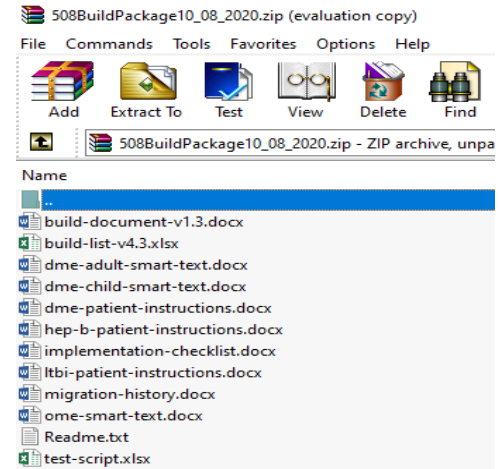 508BuildPackage10_08_2020.zip (evaluation copy)
File Commands Tools Favorites Options Help
Add Extract To Test View Delete Find
508BuildPackage10_08_2020.zip - ZIP archive, unpa
Name
..
build-document-v1.3.docx
build-list-v4.3.xlsx
dme-adult-smart-text.docx
dme-child-smart-text.docx
dme-patient-instructions.docx
hep-b-patient-instructions.docx
implementation-checklist.docx
ltbi-patient-instructions.docx
migration-history.docx
ome-smart-text.docx
Readme.txt
test-script.xlsx